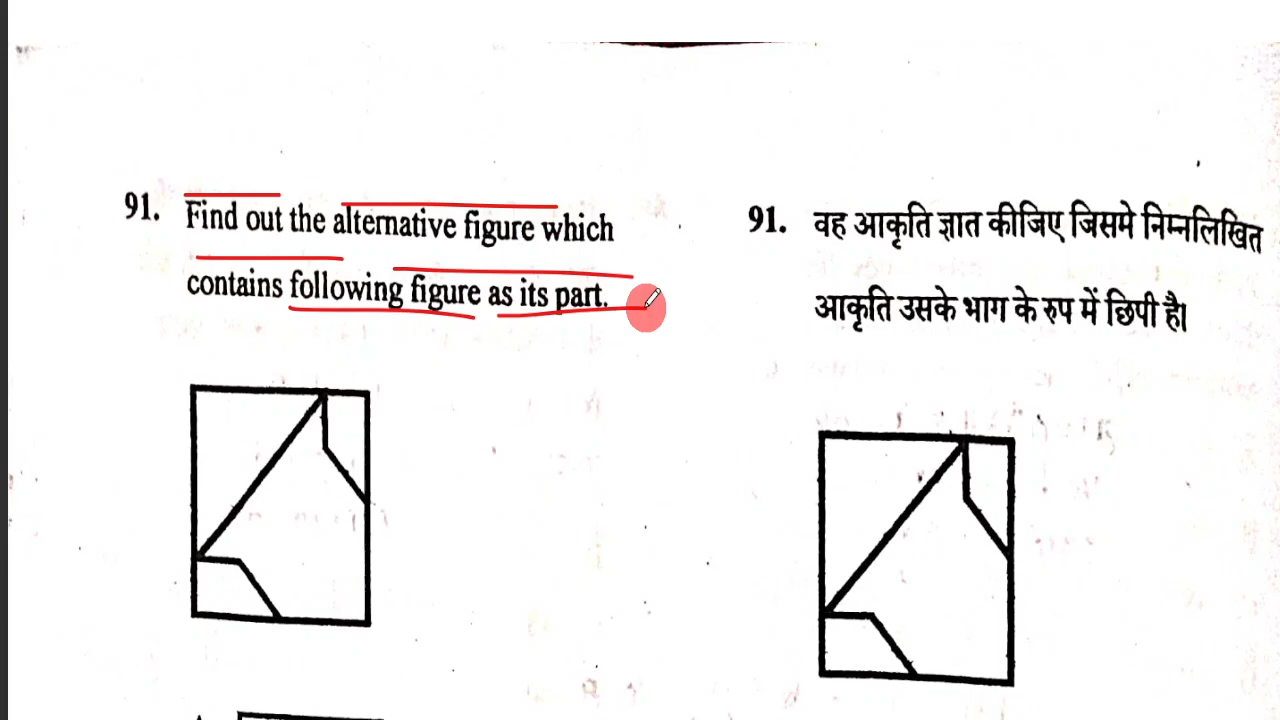 91. Find out the alternative figure which
contains following figure as its part.
91. वह आकृति ज्ञात कीजिए जिसमे निम्नलिखित
आकृति उसके भाग के रुप में छिपी है।